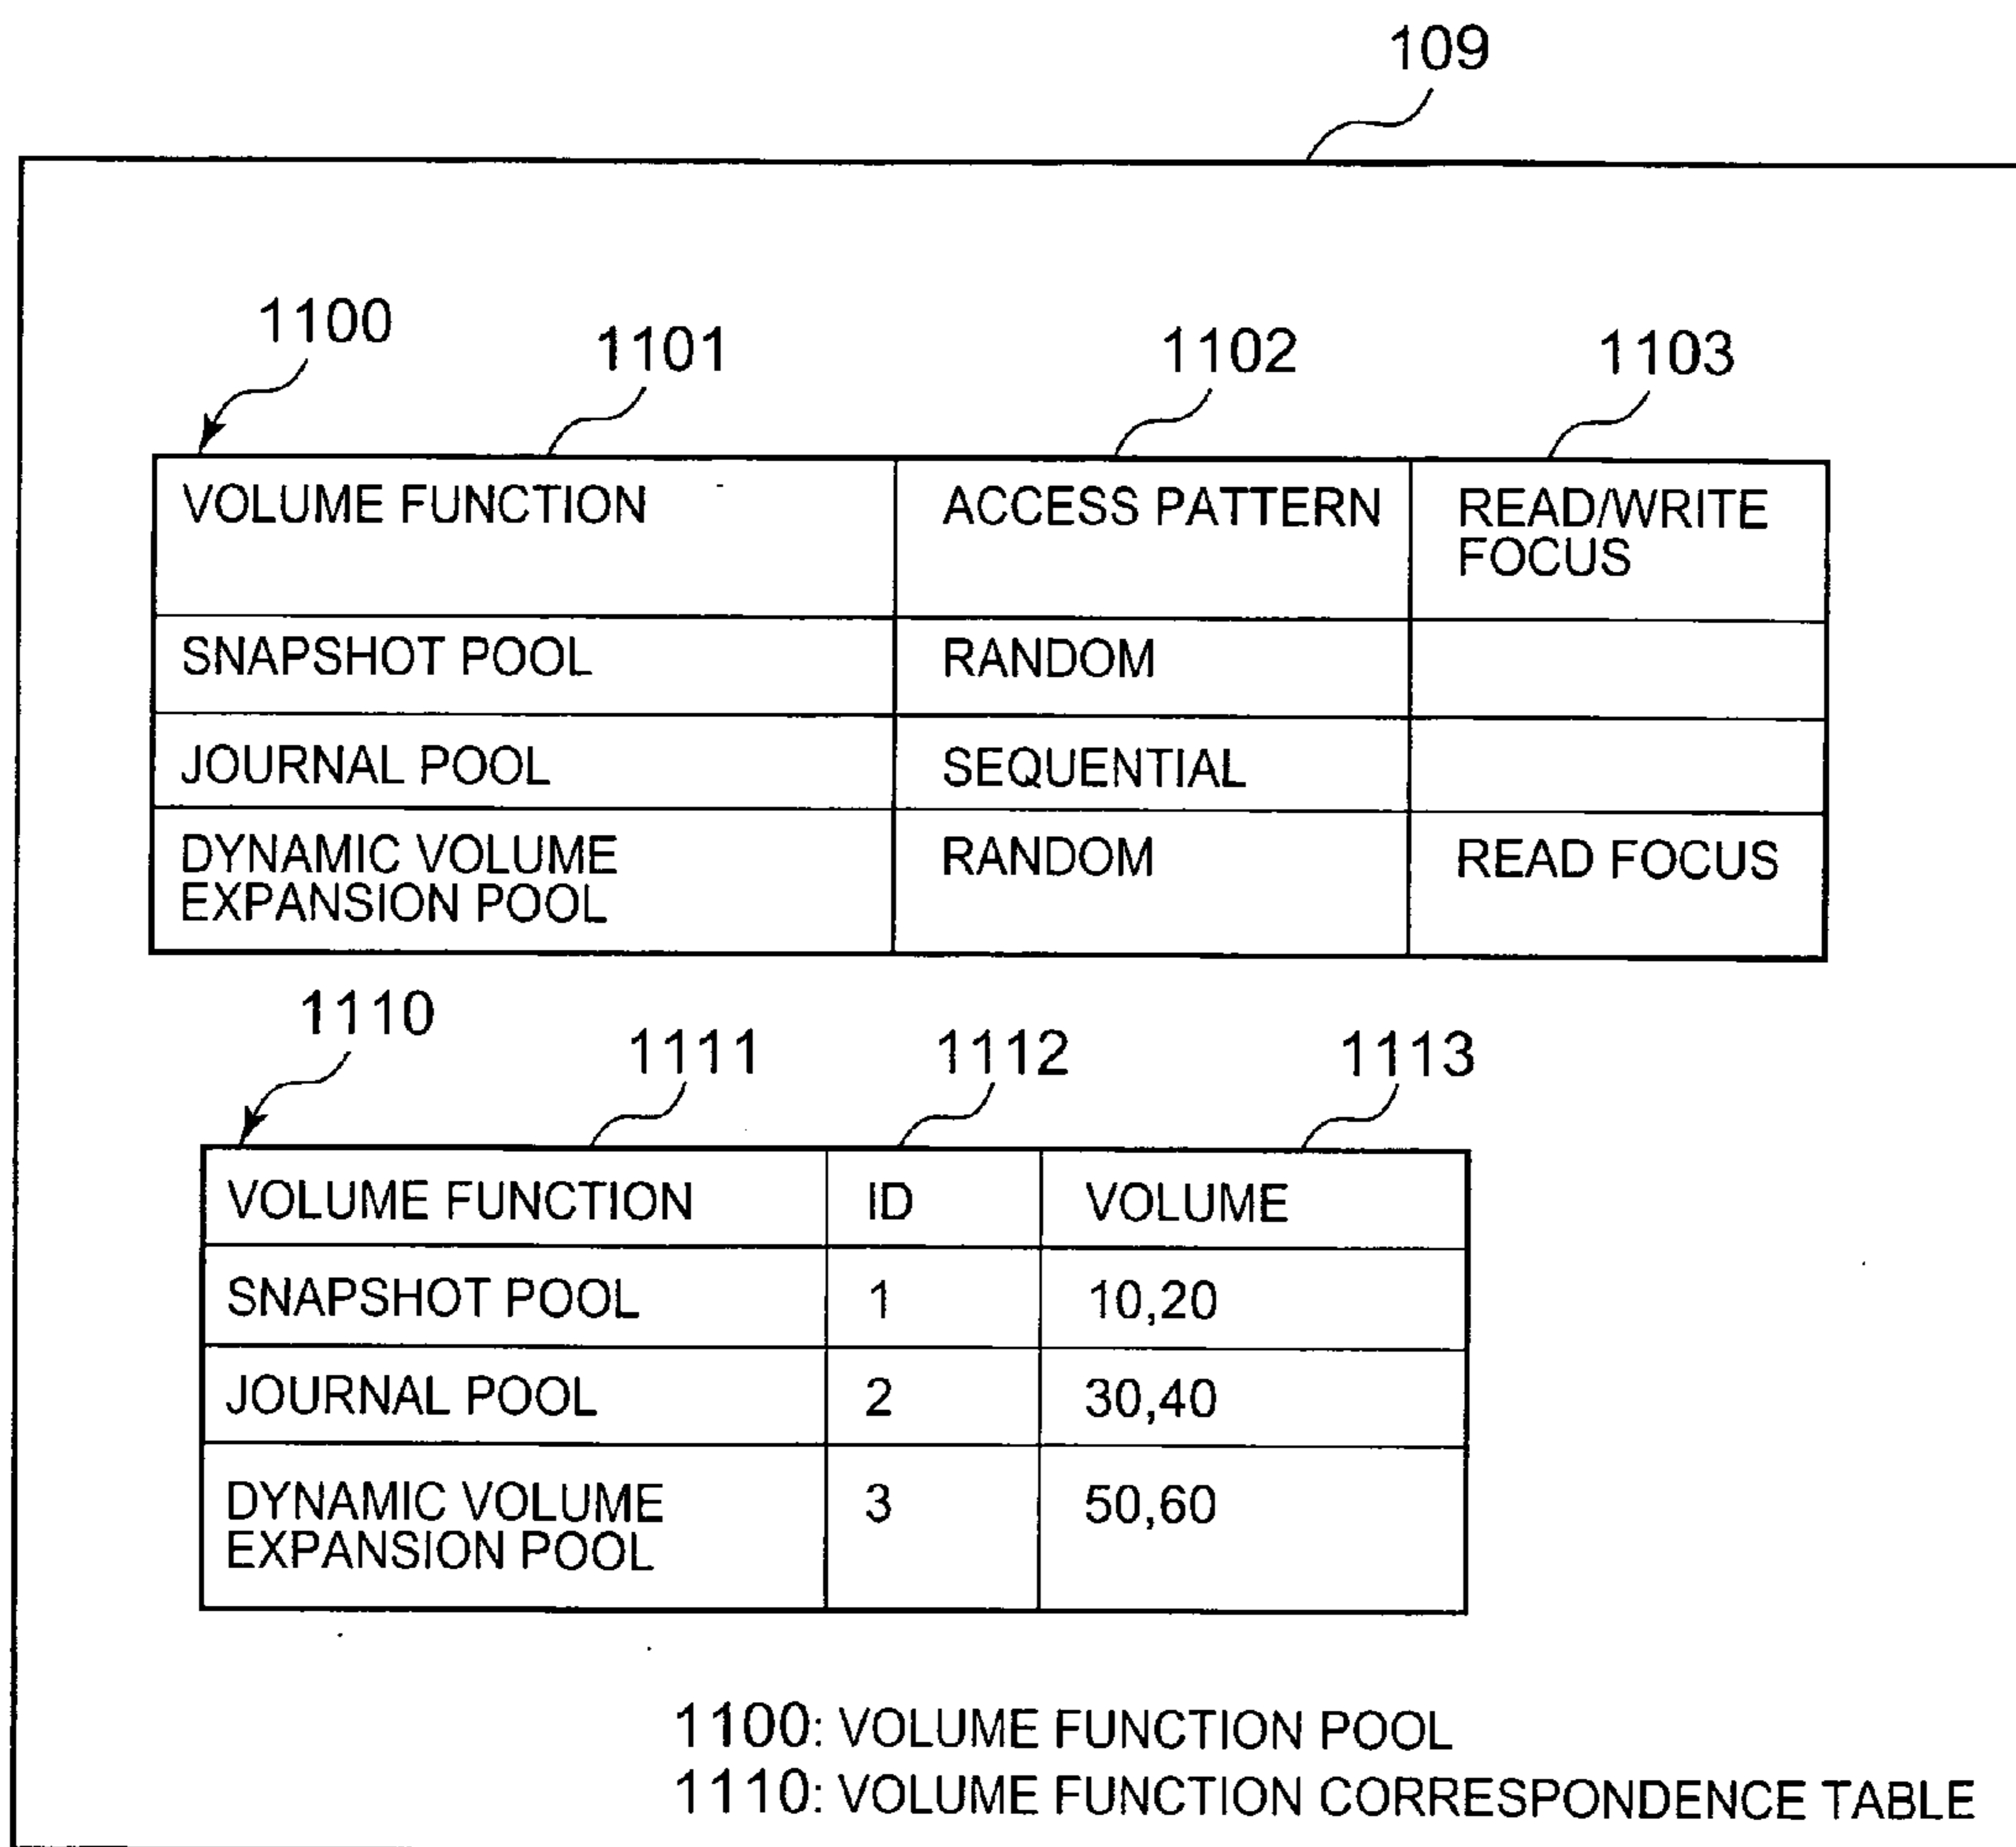 109
1100 1101 1102 1103
VOLUME FUNCTION ACCESS PATTERN READ/WRITE
FOCUS
SNAPSHOT POOL RANDOM
JOURNAL POOL SEQUENTIAL
DYNAMIC VOLUME RANDOM READ FOCUS
EXPANSION POOL
1110 1111 1112 1113
VOLUME FUNCTION ID VOLUME
SNAPSHOT POOL 1 10,20
JOURNAL POOL 2 30,40
DYNAMIC VOLUME 3 50,60
EXPANSION POOL
1100: VOLUME FUNCTION POOL
1110: VOLUME FUNCTION CORRESPONDENCE TABLE